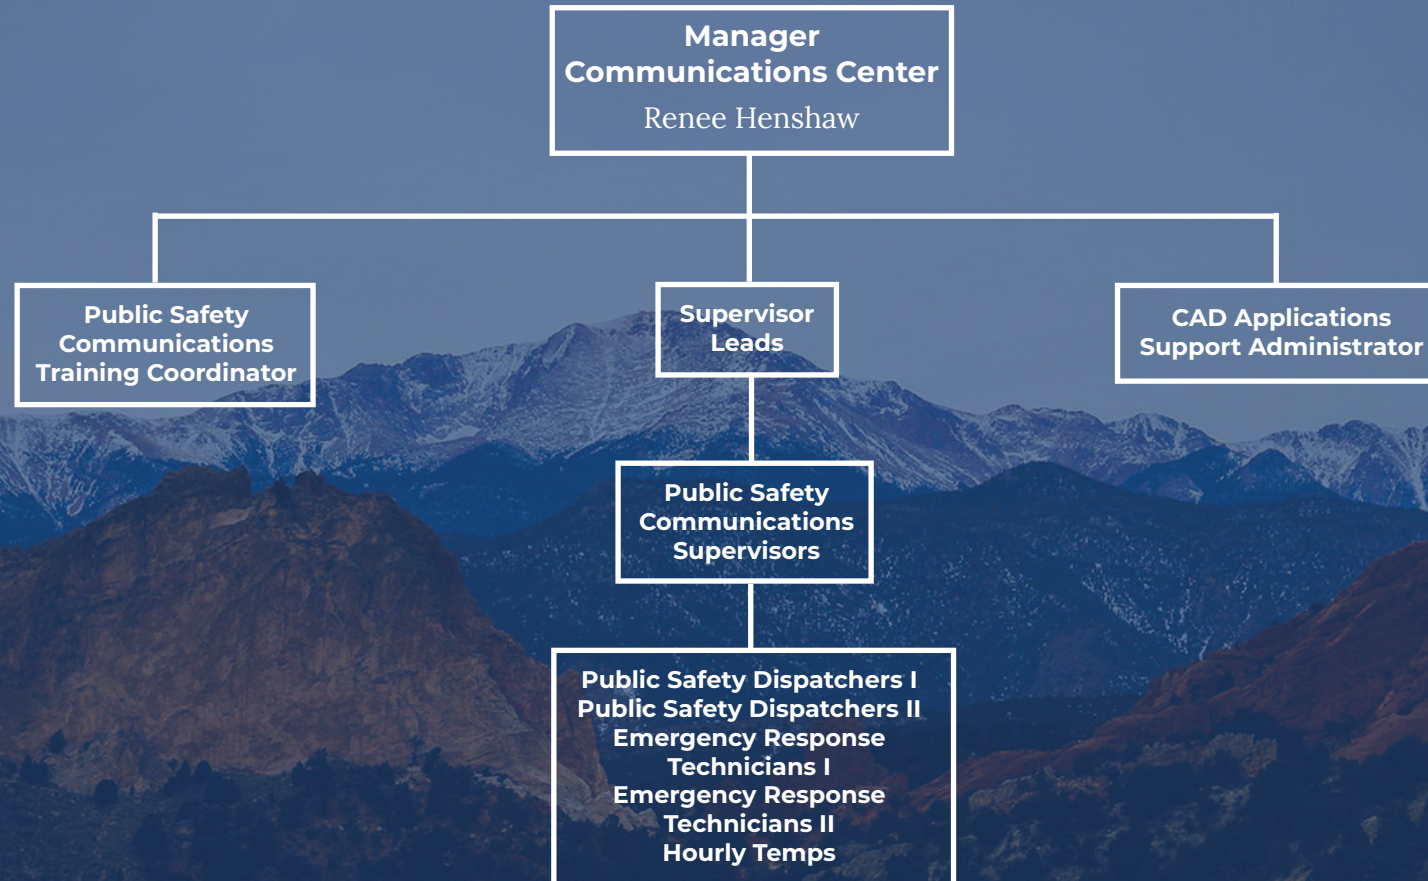 Manager
Communications Center
Renee Henshaw
Public Safety
Communications
Training Coordinator
Supervisor
Leads
CAD Applications
Support Administrator
Public Safety
Communications
Supervisors
Public Safety Dispatchers I
Public Safety Dispatchers II
Emergency Response
Technicians I
Emergency Response
Technicians II
Hourly Temps